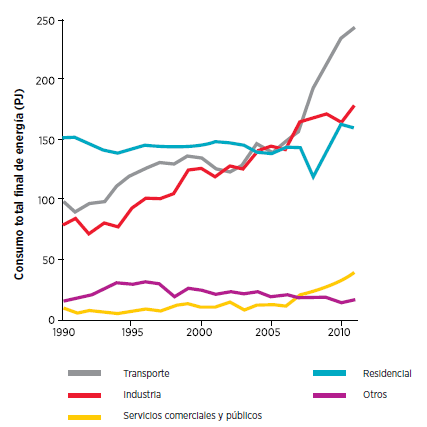 Consumo total final de energía (PJ)
250
200
150
100
50
0
1990
1995
2000
2005
2010
Transporte
Residencial
Industria
Otros
Servicios comerciales y públicos